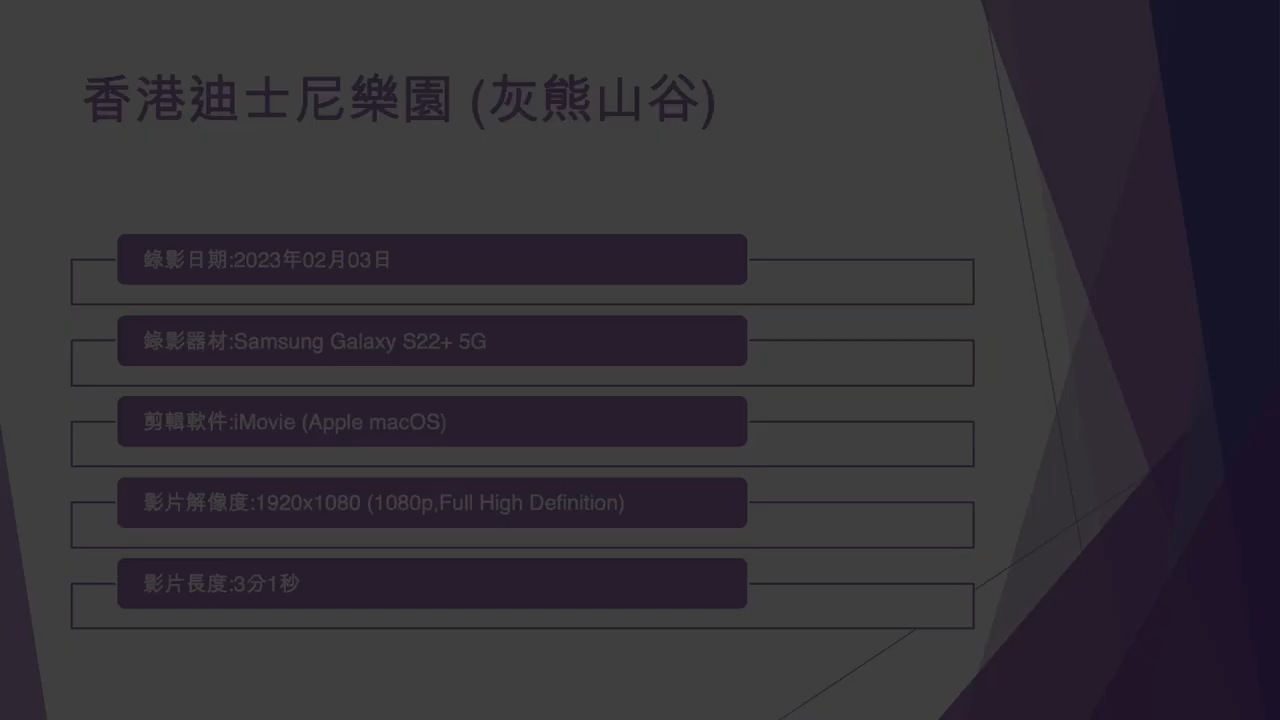 香港迪士尼樂園 (灰熊山谷)
錄影日期:2023年02月03日
錄影器材:Samsung Galaxy S22+ 5G
剪輯軟件:iMovie (Apple macOS)
影片解像度:1920x1080 (1080p,Full High Definition)
影片長度:3分1秒